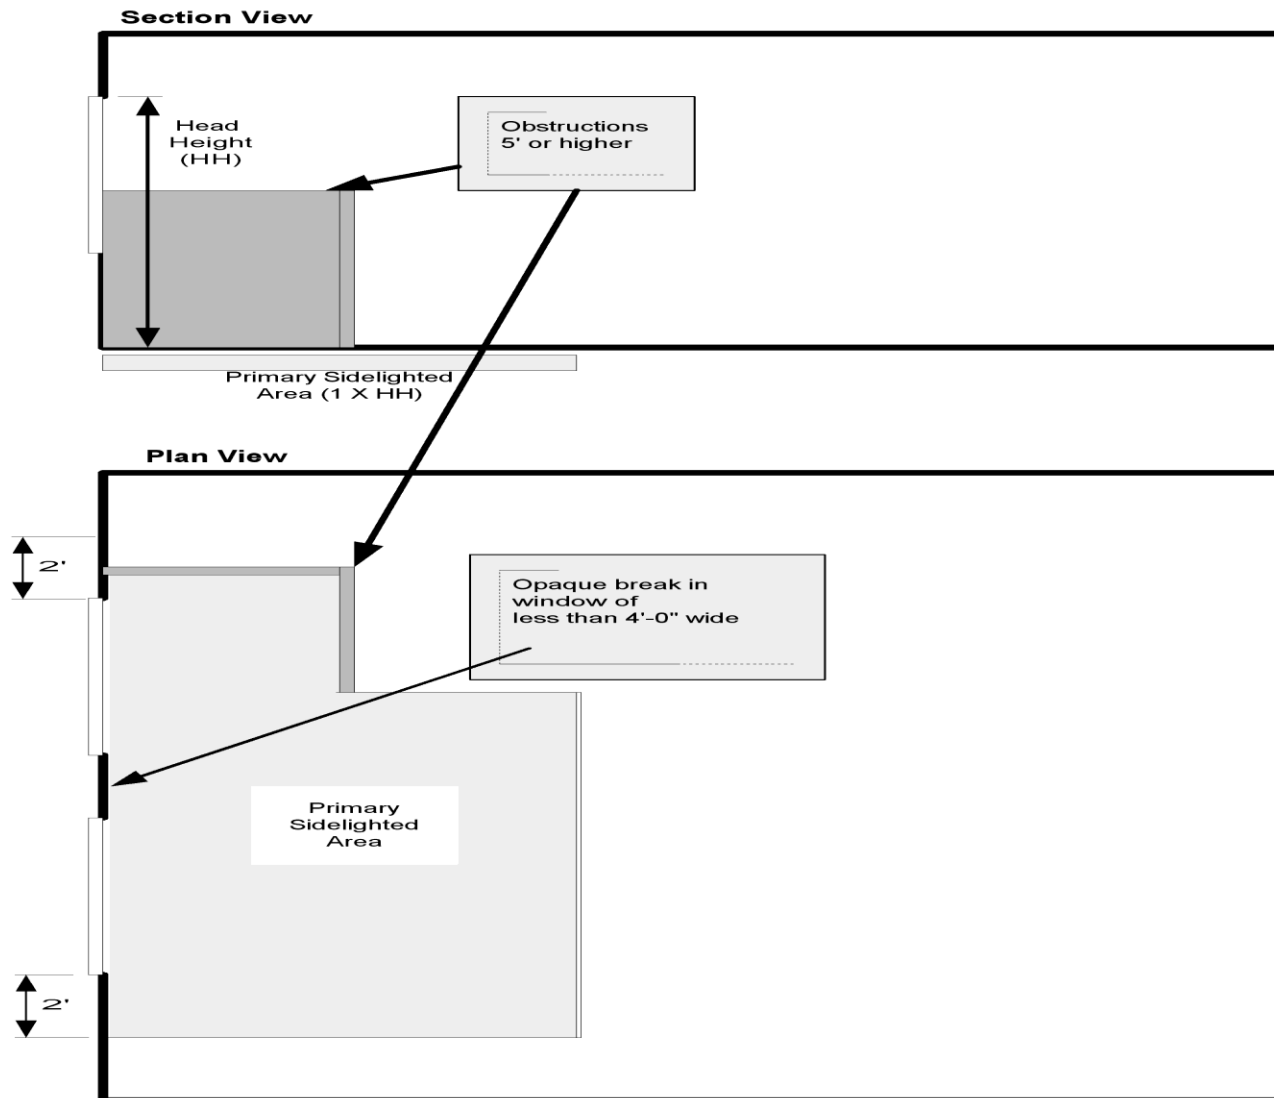 Section View
Head
Height
(HH)
Obstructions
5' or higher
Primary Sidelighted
Area (1 X HH)
Plan View
2'
Opaque break in
window of
less than 4'-0" wide
Primary
Sidelighted
Area
2'